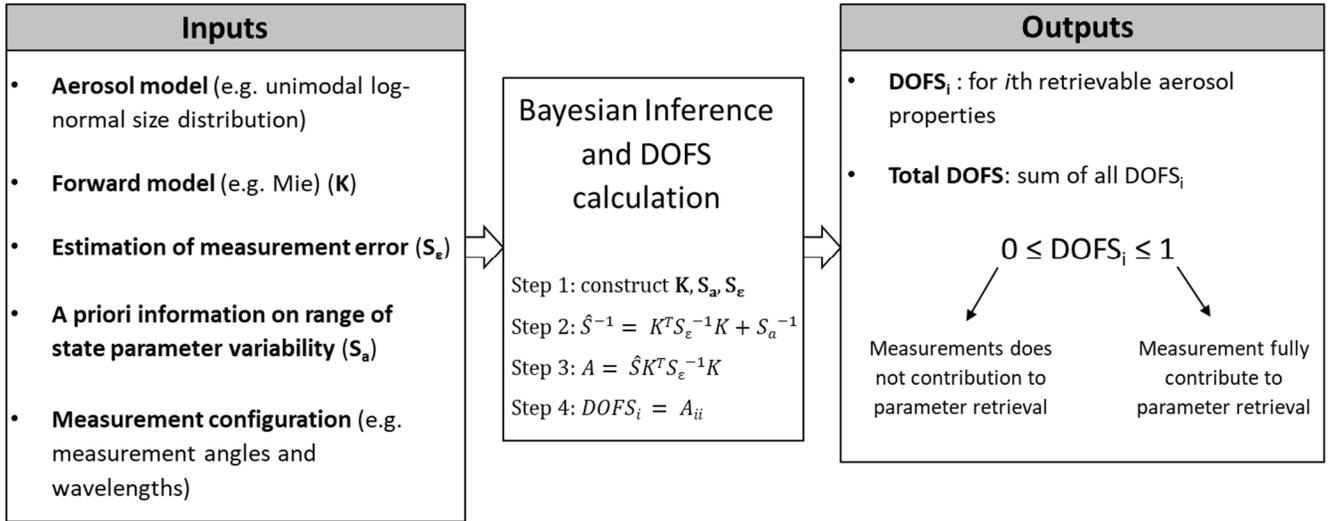 Inputs
• Aerosol model (e.g. unimodal log-
normal size distribution)
• Forward model (e.g. Mie) (K)
• Estimation of measurement error (Sε)
• A priori information on range of
state parameter variability (Sa)
• Measurement configuration (e.g.
measurement angles and
wavelengths)
Bayesian Inference
and DOFS
calculation
Step 1: construct K, Sa, Sε
Step 2: Ŝ⁻¹ = KᵀSε⁻¹K + Sa⁻¹
Step 3: A = ŜKᵀSε⁻¹K
Step 4: DOFSi = Aii
Outputs
• DOFSi : for ith retrievable aerosol
properties
• Total DOFS: sum of all DOFSi
0 ≤ DOFSi ≤ 1
Measurements does
not contribution to
parameter retrieval
Measurement fully
contribute to
parameter retrieval